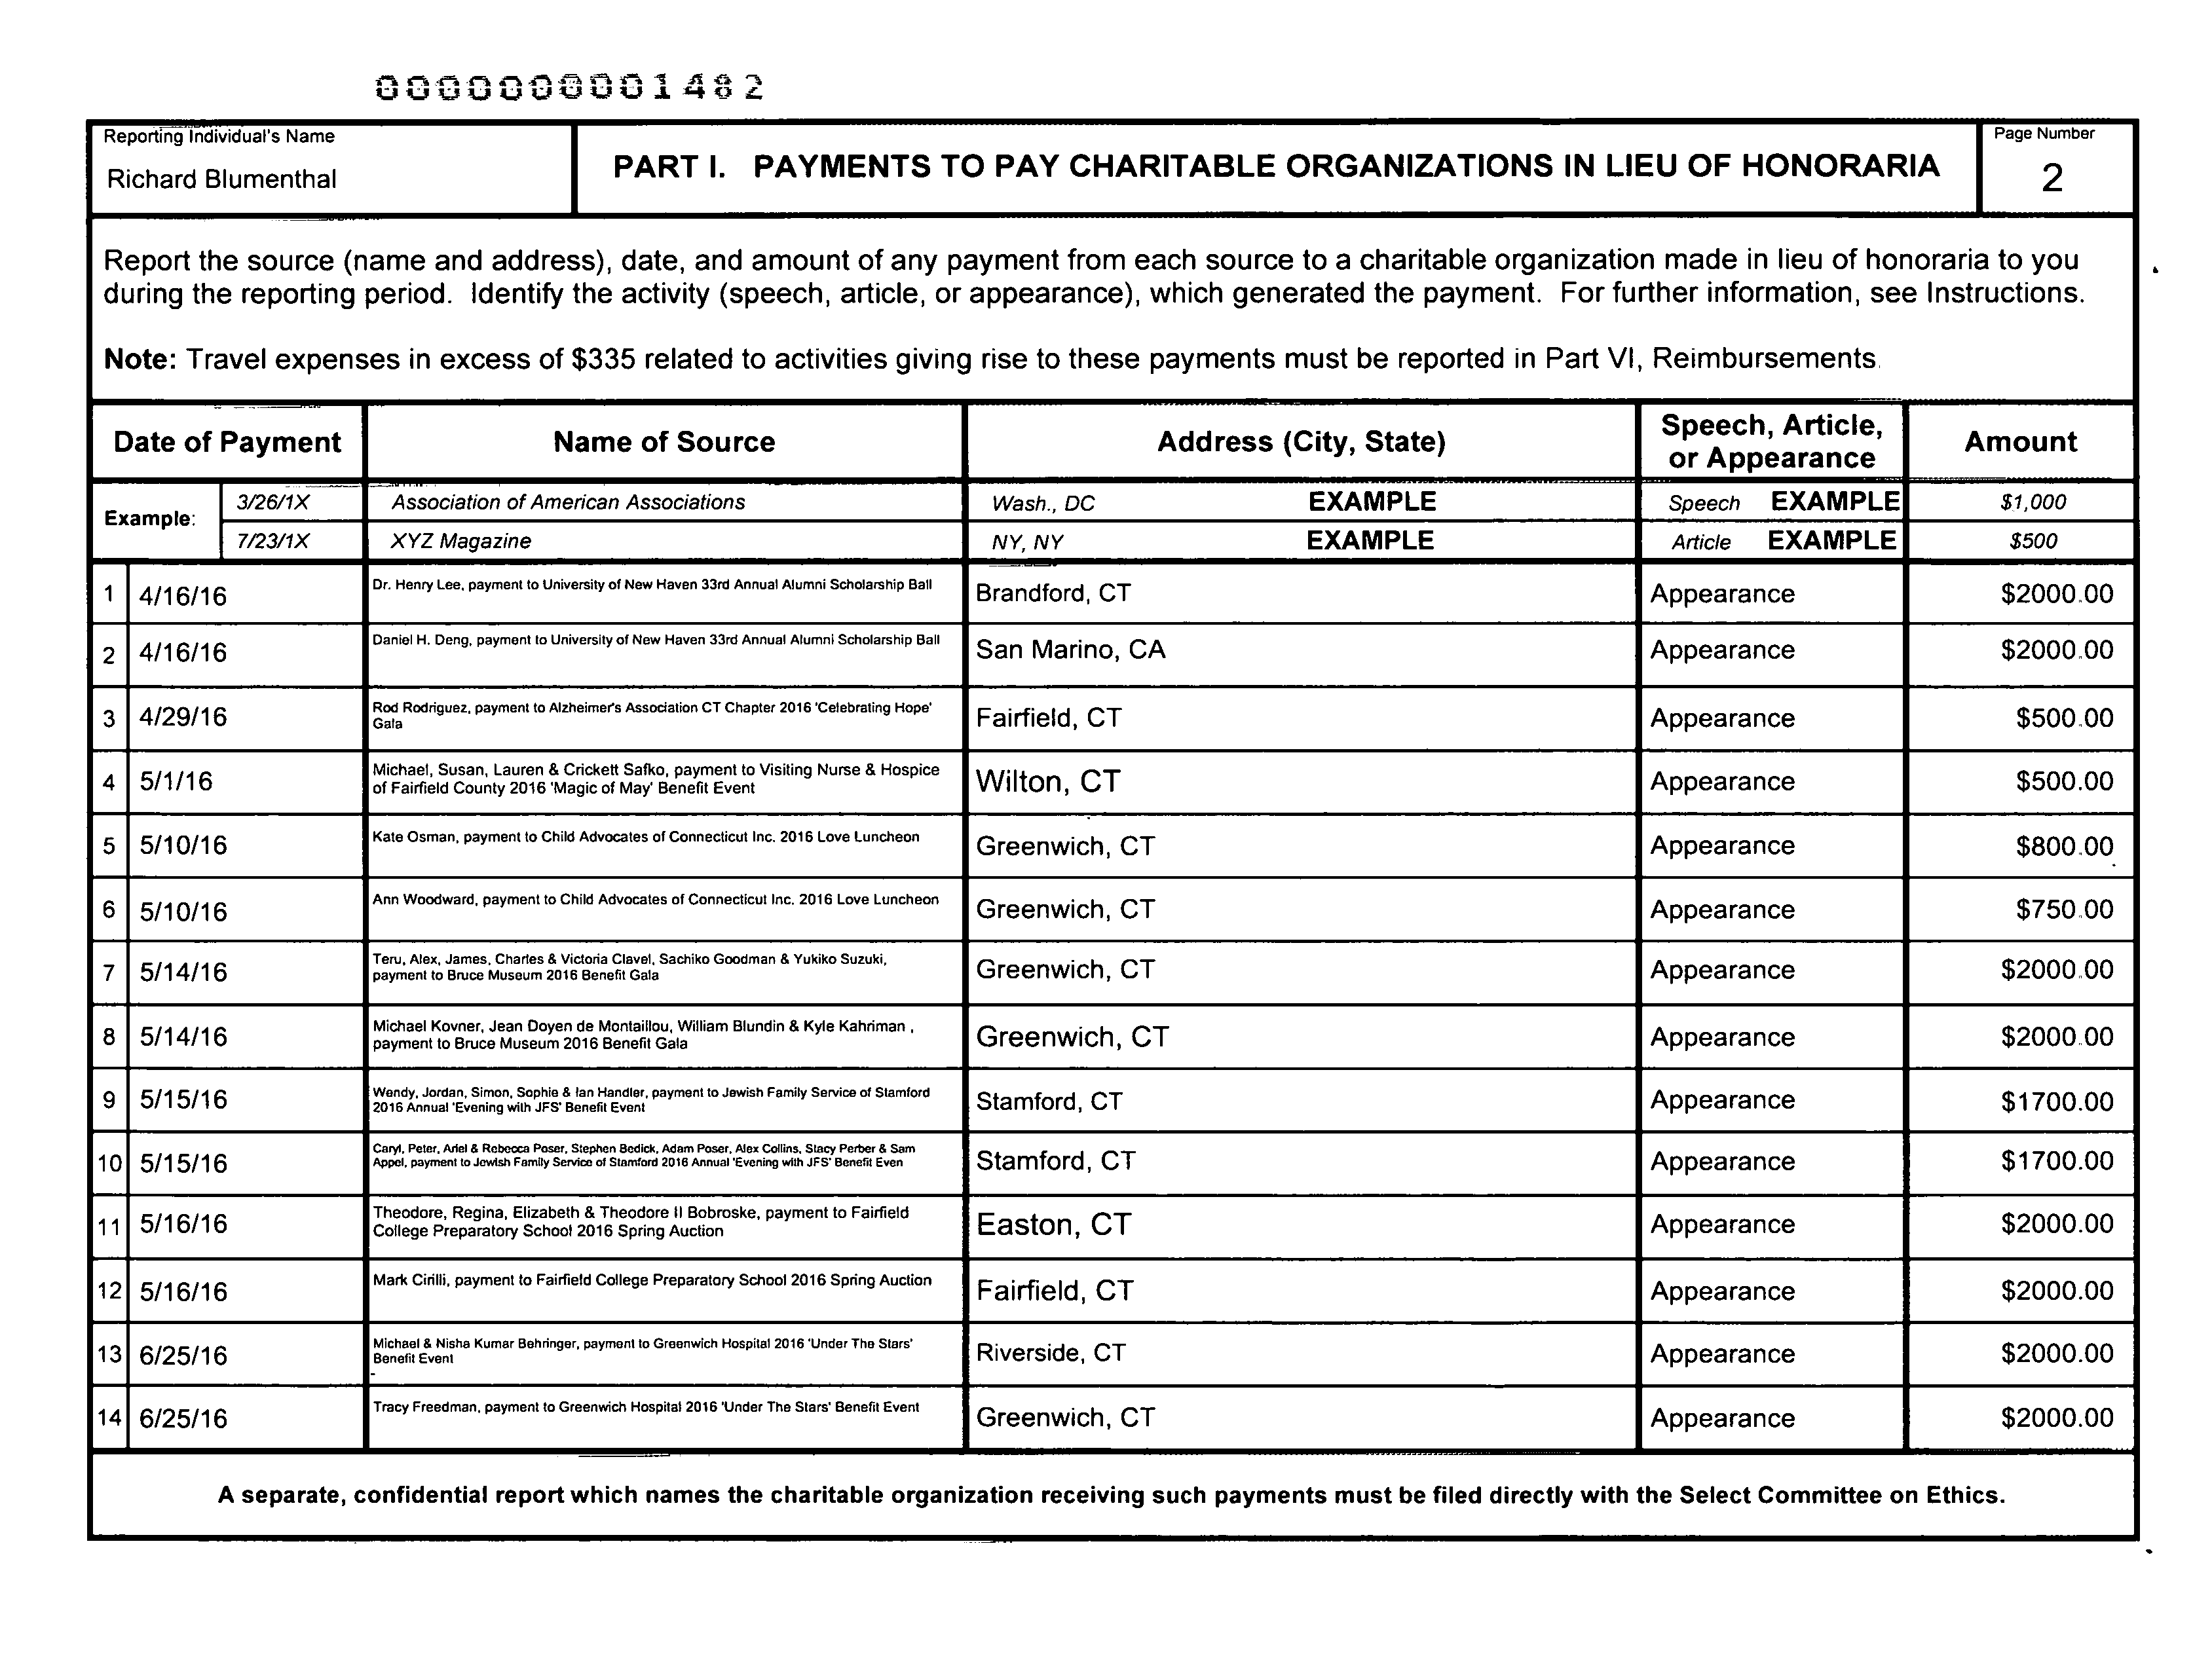 0000000001482
Reporting Individual's Name
Richard Blumenthal
PART I. PAYMENTS TO PAY CHARITABLE ORGANIZATIONS IN LIEU OF HONORARIA
Page Number
2
Report the source (name and address), date, and amount of any payment from each source to a charitable organization made in lieu of honoraria to you
during the reporting period. Identify the activity (speech, article, or appearance), which generated the payment. For further information, see Instructions.
Note: Travel expenses in excess of $335 related to activities giving rise to these payments must be reported in Part VI, Reimbursements.
Date of Payment Name of Source Address (City, State) Speech, Article, or Appearance Amount
Example: 3/26/1X Association of American Associations Wash., DC EXAMPLE Speech EXAMPLE $1,000
7/23/1X XYZ Magazine NY, NY EXAMPLE Article EXAMPLE $500
1 4/16/16 Dr. Henry Lee, payment to University of New Haven 33rd Annual Alumni Scholarship Ball Brandford, CT Appearance $2000.00
2 4/16/16 Daniel H. Deng, payment to University of New Haven 33rd Annual Alumni Scholarship Ball San Marino, CA Appearance $2000.00
3 4/29/16 Rod Rodriguez, payment to Alzheimer's Association CT Chapter 2016 'Celebrating Hope' Gala Fairfield, CT Appearance $500.00
4 5/1/16 Michael, Susan, Lauren & Crickett Safko, payment to Visiting Nurse & Hospice of Fairfield County 2016 'Magic of May' Benefit Event Wilton, CT Appearance $500.00
5 5/10/16 Kate Osman, payment to Child Advocates of Connecticut Inc. 2016 Love Luncheon Greenwich, CT Appearance $800.00
6 5/10/16 Ann Woodward, payment to Child Advocates of Connecticut Inc. 2016 Love Luncheon Greenwich, CT Appearance $750.00
7 5/14/16 Teru, Alex, James, Charles & Victoria Clavel, Sachiko Goodman & Yukiko Suzuki, payment to Bruce Museum 2016 Benefit Gala Greenwich, CT Appearance $2000.00
8 5/14/16 Michael Kovner, Jean Doyen de Montaillou, William Blundin & Kyle Kahriman , payment to Bruce Museum 2016 Benefit Gala Greenwich, CT Appearance $2000.00
9 5/15/16 Wendy, Jordan, Simon, Sophie & Ian Handler, payment to Jewish Family Service of Stamford 2016 Annual 'Evening with JFS' Benefit Event Stamford, CT Appearance $1700.00
10 5/15/16 Caryl, Peter, Ariel & Rebecca Poser, Stephen Bedick, Adam Poser, Alex Collins, Stacy Perber & Sam Appel, payment to Jewish Family Service of Stamford 2016 Annual 'Evening with JFS' Benefit Even Stamford, CT Appearance $1700.00
11 5/16/16 Theodore, Regina, Elizabeth & Theodore II Bobroske, payment to Fairfield College Preparatory School 2016 Spring Auction Easton, CT Appearance $2000.00
12 5/16/16 Mark Cirilli, payment to Fairfield College Preparatory School 2016 Spring Auction Fairfield, CT Appearance $2000.00
13 6/25/16 Michael & Nisha Kumar Behringer, payment to Greenwich Hospital 2016 'Under The Stars' Benefit Event Riverside, CT Appearance $2000.00
14 6/25/16 Tracy Freedman, payment to Greenwich Hospital 2016 'Under The Stars' Benefit Event Greenwich, CT Appearance $2000.00
A separate, confidential report which names the charitable organization receiving such payments must be filed directly with the Select Committee on Ethics.